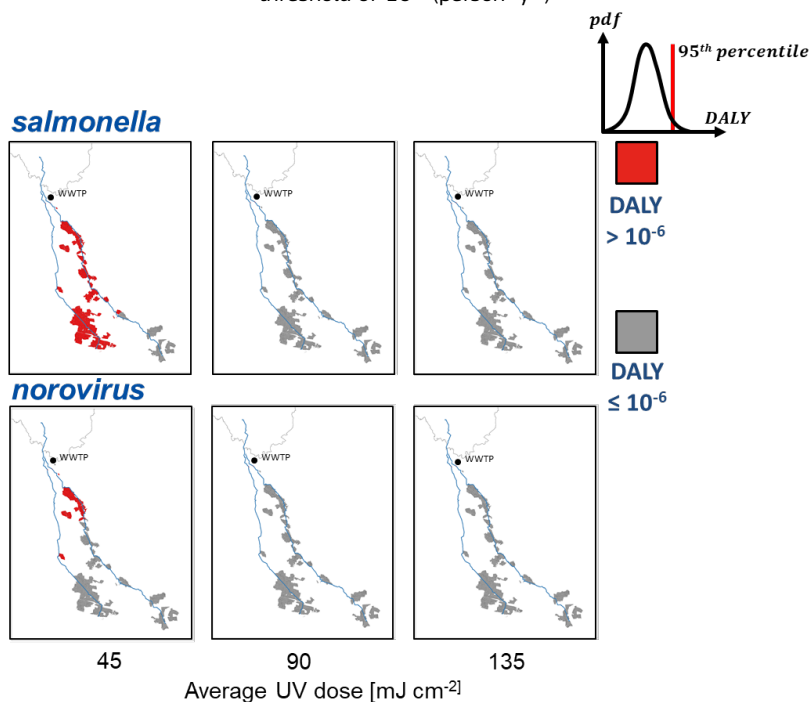 pdf
95th percentile
DALY
salmonella
WWTP
WWTP
WWTP
DALY
> 10-6
DALY
≤ 10-6
norovirus
WWTP
WWTP
WWTP
45
90
135
Average UV dose [mJ cm-2]